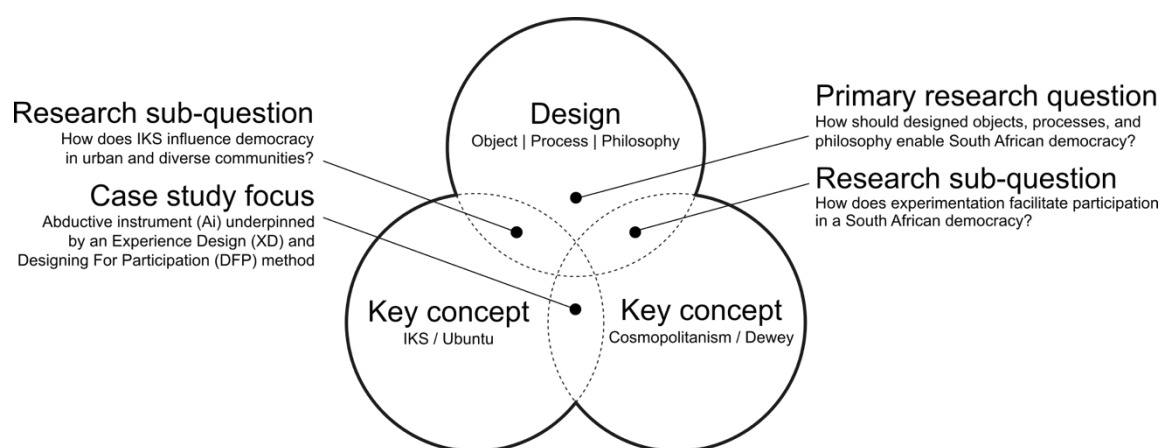 Research sub-question
How does IKS influence democracy
in urban and diverse communities?
Case study focus
Abductive instrument (Ai) underpinned
by an Experience Design (XD) and
Designing For Participation (DFP) method
Design
Object | Process | Philosophy
Primary research question
How should designed objects, processes, and
philosophy enable South African democracy?
Research sub-question
How does experimentation facilitate participation
in a South African democracy?
Key concept
IKS / Ubuntu
Key concept
Cosmopolitanism / Dewey